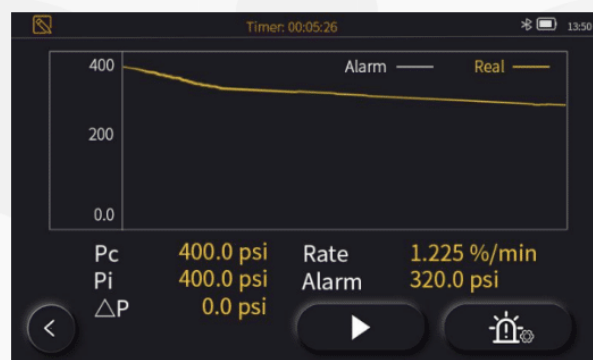 Timer: 00:05:26
13:50
400
Alarm
Real
200
0.0
Pc 400.0 psi Rate 1.225 %/min
Pi 400.0 psi Alarm 320.0 psi
△P 0.0 psi